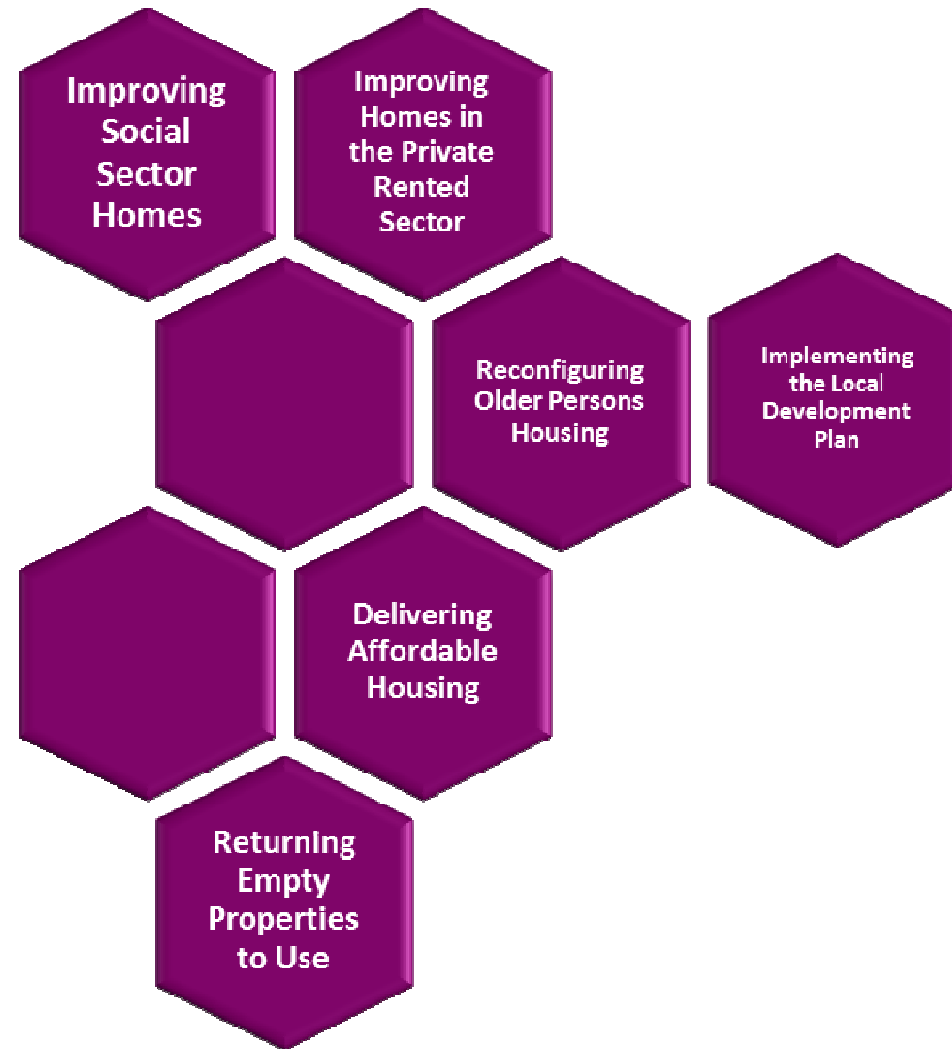 Improving
Social
Sector
Homes
Improving
Homes in
the Private
Rented
Sector
Reconfiguring
Older Persons
Housing
Implementing
the Local
Development
Plan
Delivering
Affordable
Housing
Returning
Empty
Properties
to Use